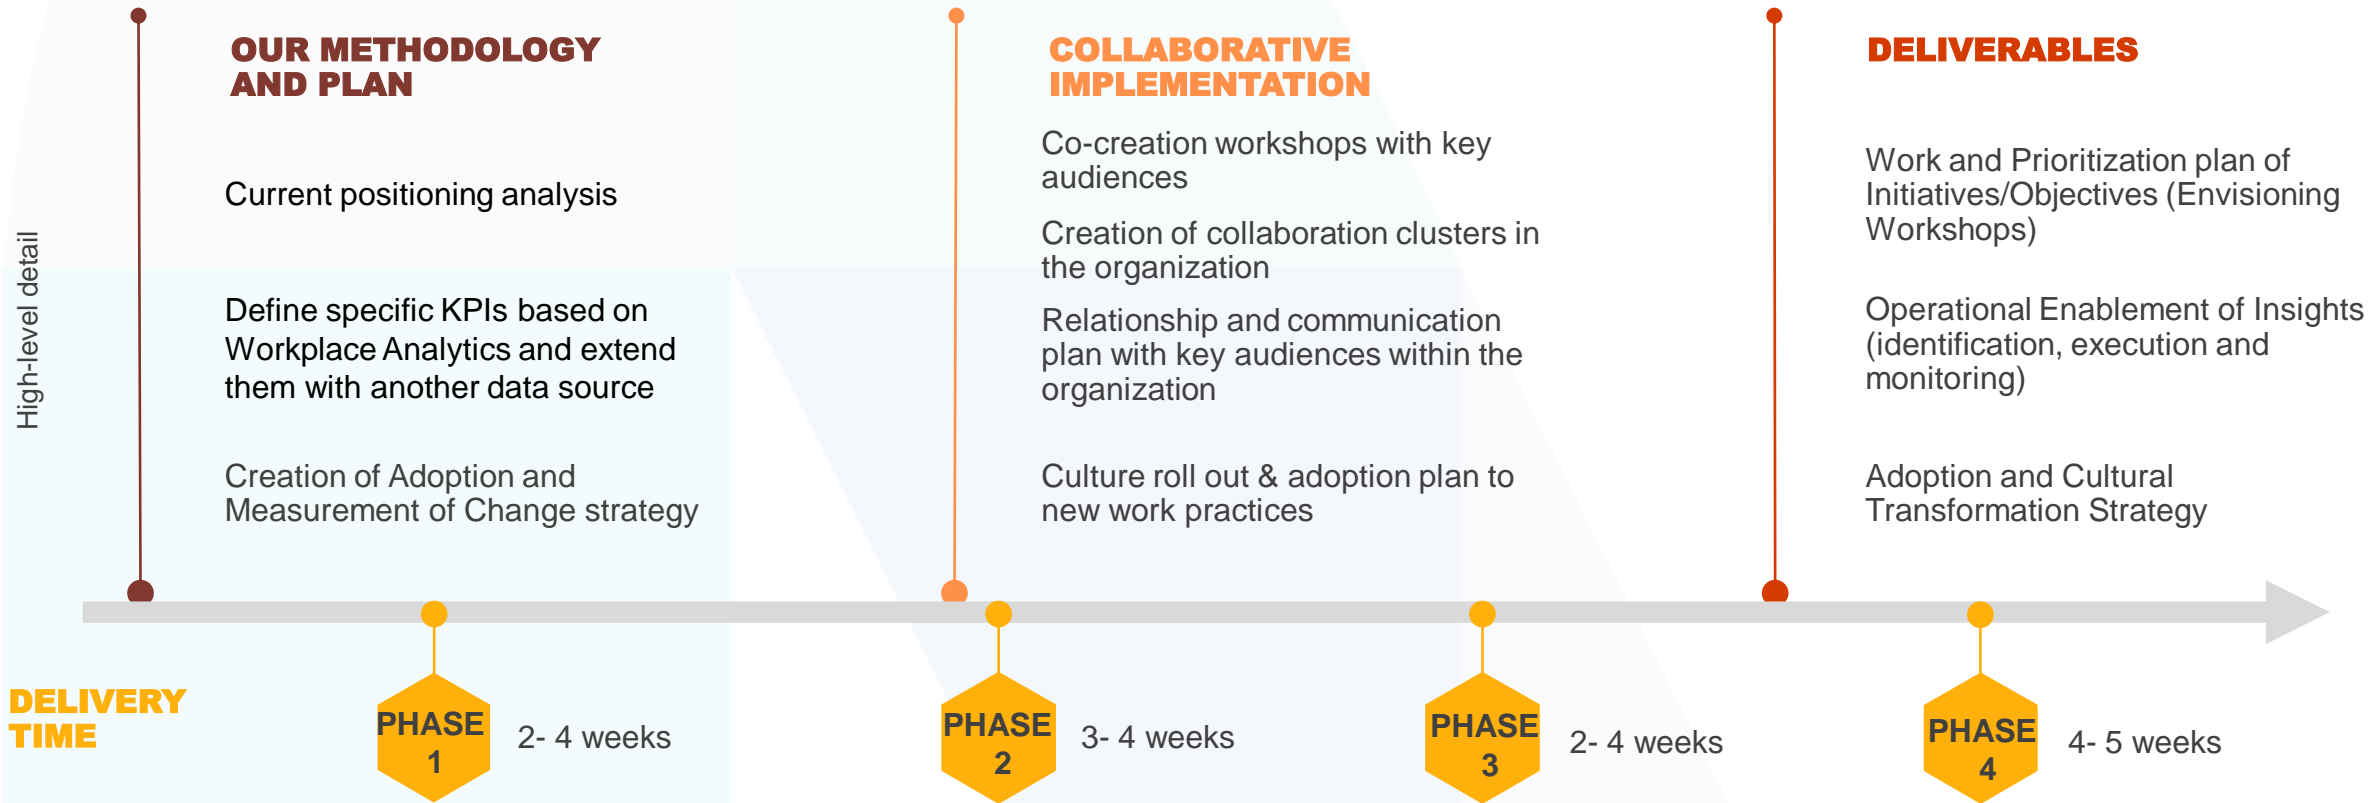 OUR METHODOLOGY
AND PLAN
Current positioning analysis
Define specific KPIs based on
Workplace Analytics and extend
them with another data source
Creation of Adoption and
Measurement of Change strategy
COLLABORATIVE
IMPLEMENTATION
Co-creation workshops with key
audiences
Creation of collaboration clusters in
the organization
Relationship and communication
plan with key audiences within the
organization
Culture roll out & adoption plan to
new work practices
DELIVERABLES
Work and Prioritization plan of
Initiatives/Objectives (Envisioning
Workshops)
Operational Enablement of Insights
(identification, execution and
monitoring)
Adoption and Cultural
Transformation Strategy
High-level detail
DELIVERY
TIME
PHASE
1
2- 4 weeks
PHASE
2
3- 4 weeks
PHASE
3
2- 4 weeks
PHASE
4
4- 5 weeks